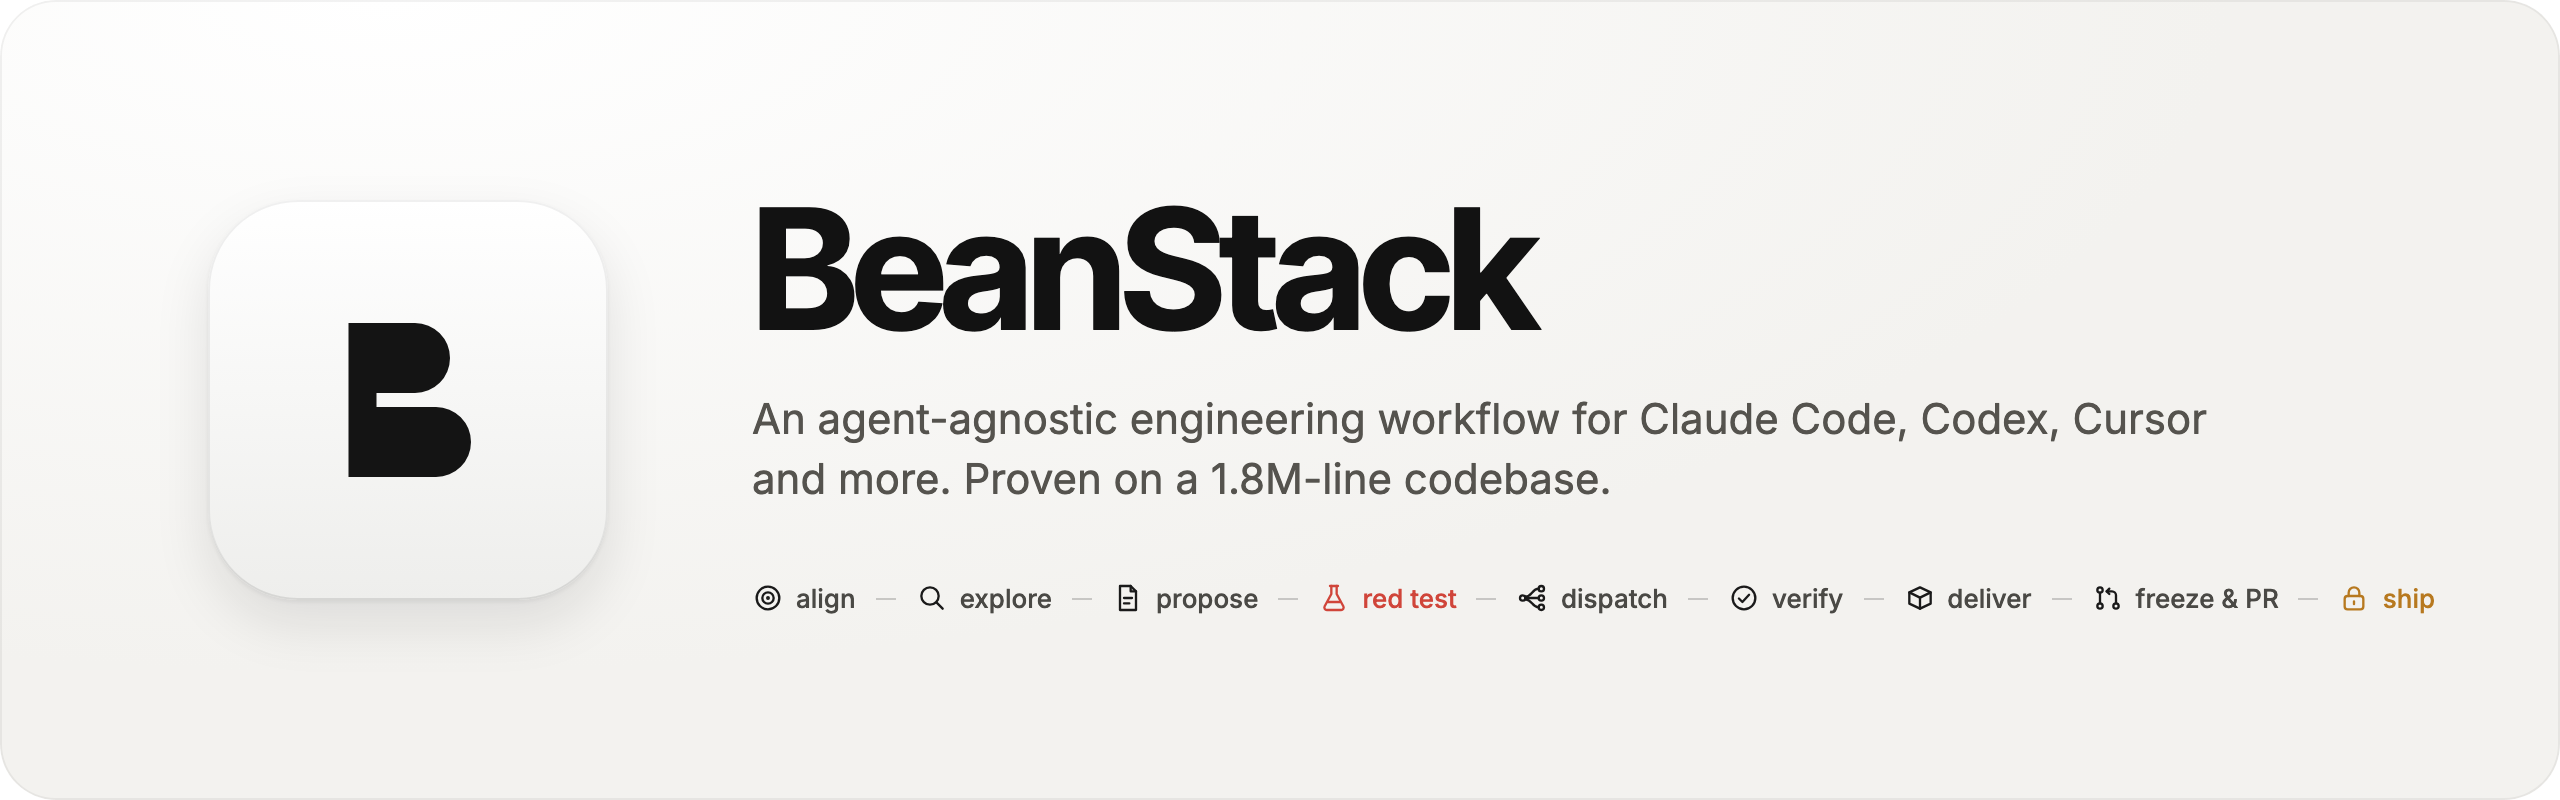 B
BeanStack
An agent-agnostic engineering workflow for Claude Code, Codex, Cursor
and more. Proven on a 1.8M-line codebase.
align — explore — propose — red test — dispatch — verify — deliver — freeze & PR — ship